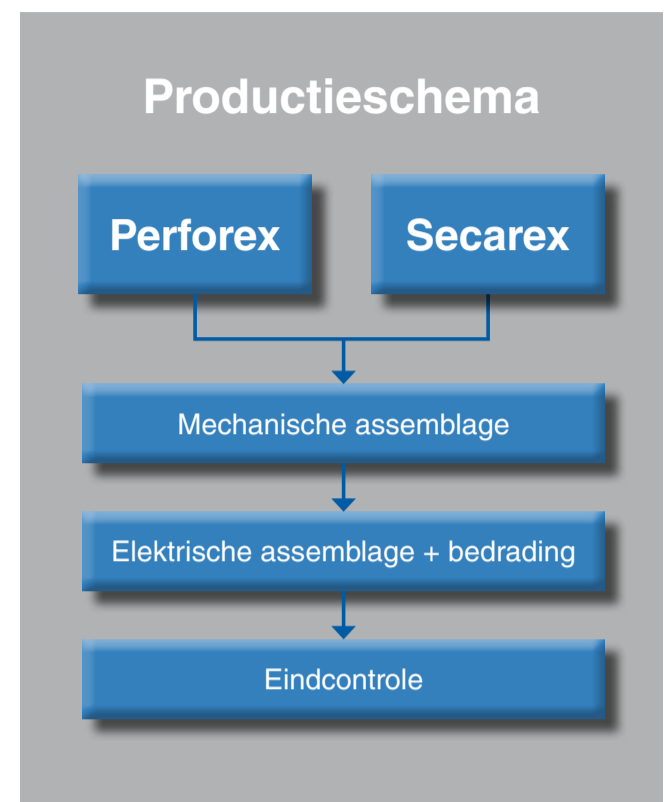 Productieschema
Perforex
Secarex
Mechanische assemblage
Elektrische assemblage + bedrading
Eindcontrole